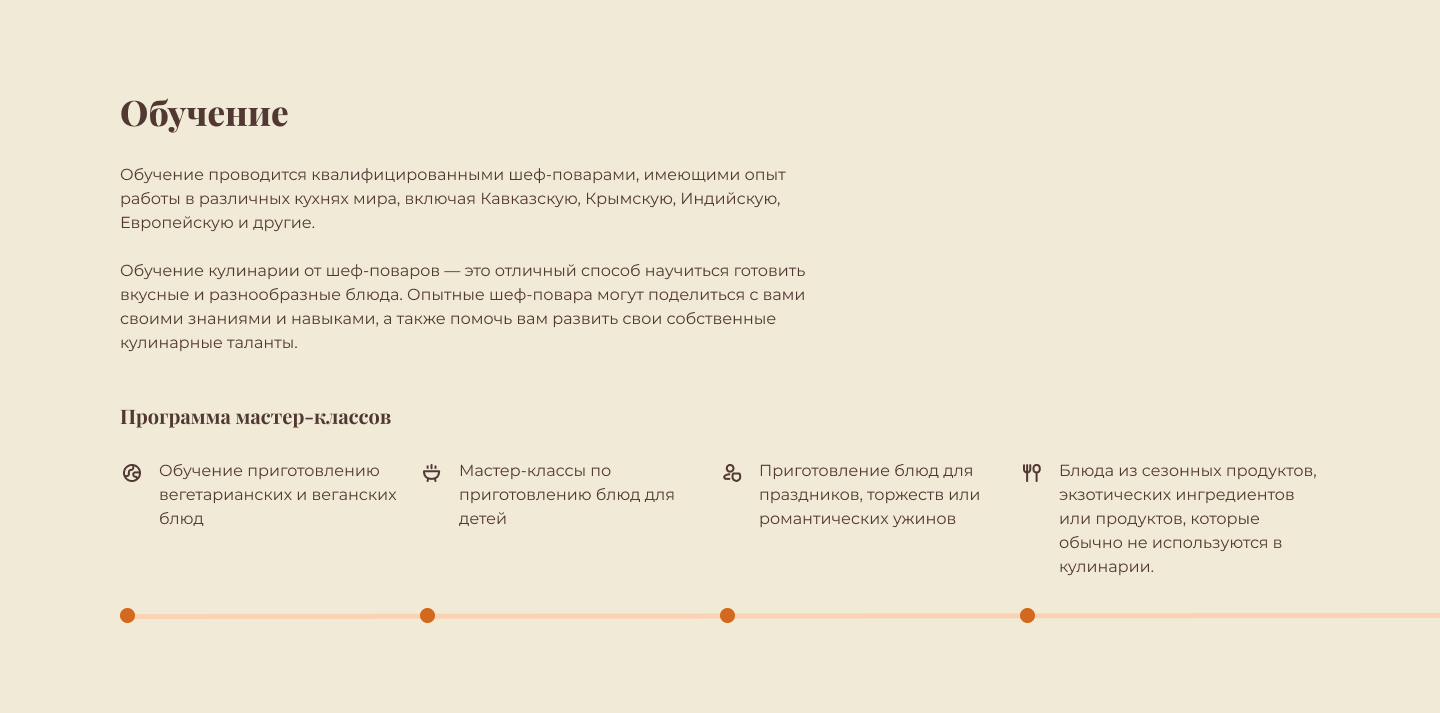 Обучение
Обучение проводится квалифицированными шеф-поварами, имеющими опыт
работы в различных кухнях мира, включая Кавказскую, Крымскую, Индийскую,
Европейскую и другие.
Обучение кулинарии от шеф-поваров — это отличный способ научиться готовить
вкусные и разнообразные блюда. Опытные шеф-повара могут поделиться с вами
своими знаниями и навыками, а также помочь вам развить свои собственные
кулинарные таланты.
Программа мастер-классов
Обучение приготовлению
вегетарианских и веганских
блюд
Мастер-классы по
приготовлению блюд для
детей
Приготовление блюд для
праздников, торжеств или
романтических ужинов
Блюда из сезонных продуктов,
экзотических ингредиентов
или продуктов, которые
обычно не используются в
кулинарии.